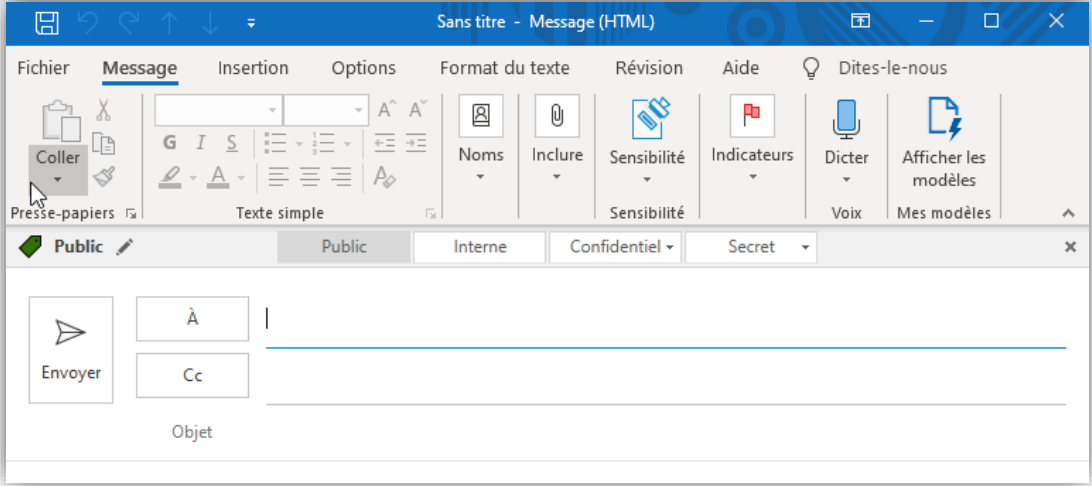 Sans titre - Message (HTML)
Fichier Message Insertion Options Format du texte Révision Aide Dites-le-nous
Coller
G I S
A
Noms Inclure Sensibilité Indicateurs Dicter Afficher les
modèles
Presse-papiers Texte simple Sensibilité Voix Mes modèles
Public Public Interne Confidentiel Secret
À
Envoyer
Cc
Objet